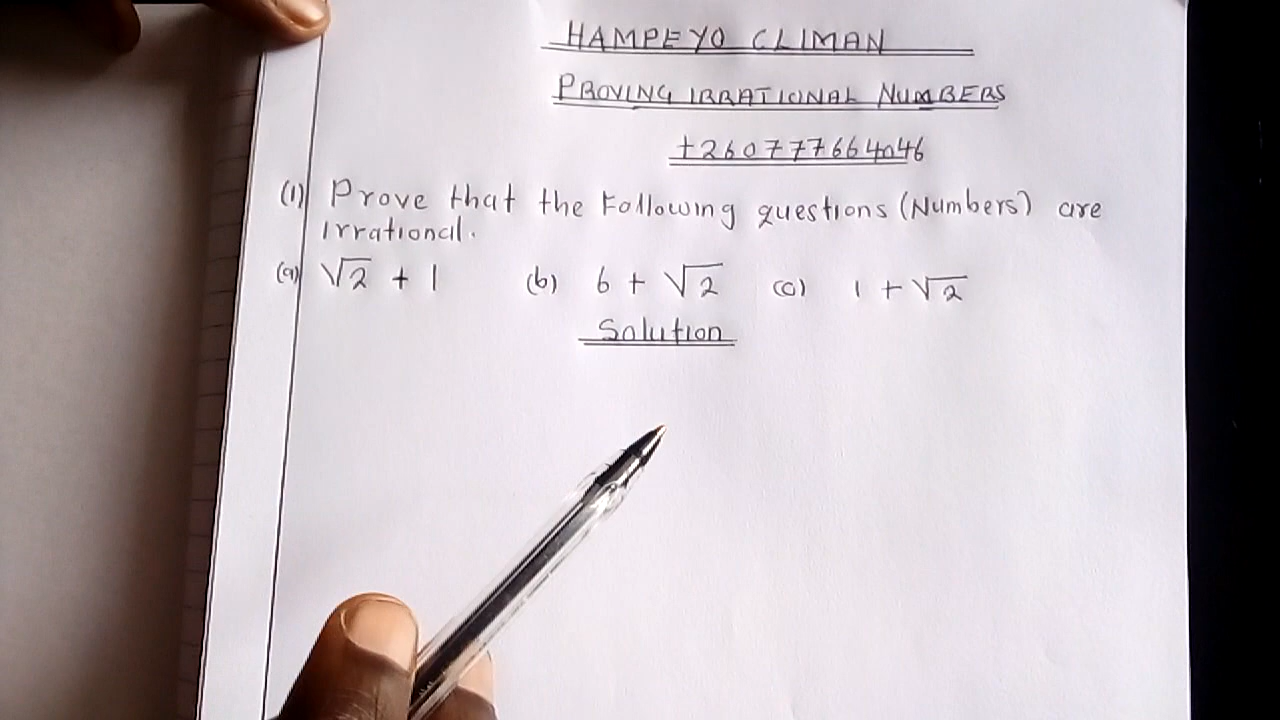 HAMPEYO CLIMAN
PROVING IRRATIONAL NUMBERS
+260777664046
(1) Prove that the Following questions (Numbers) are
irrational.
(a) √2 + 1 (b) 6 + √2 (c) 1 + √2
Solution